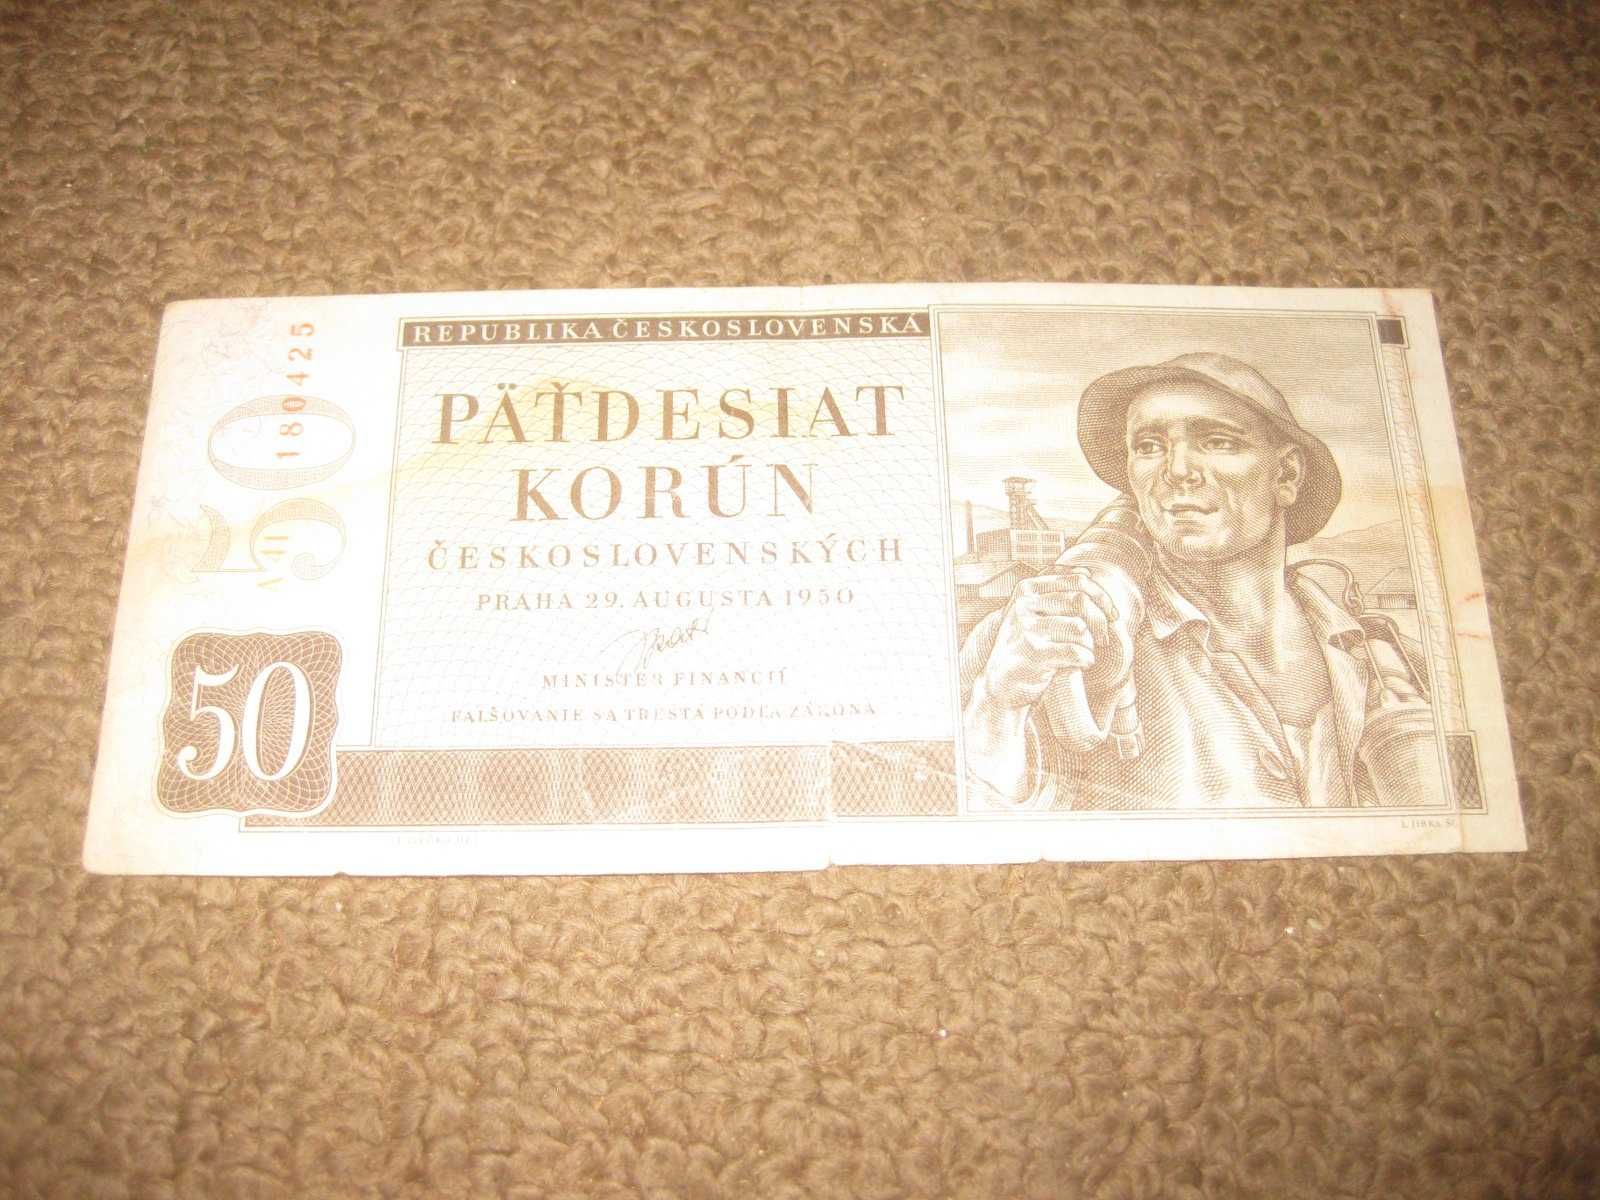 REPUBLIKA ČESKOSLOVENSKÁ
180425
50
PÄŤDESIAT
KORÚN
ČESKOSLOVENSKÝCH
PRAHA 29. AUGUSTA 1950
MINISTER FINANCIÍ
FALŠOVANIE SA TRESTÁ PODĽA ZÁKONA
50